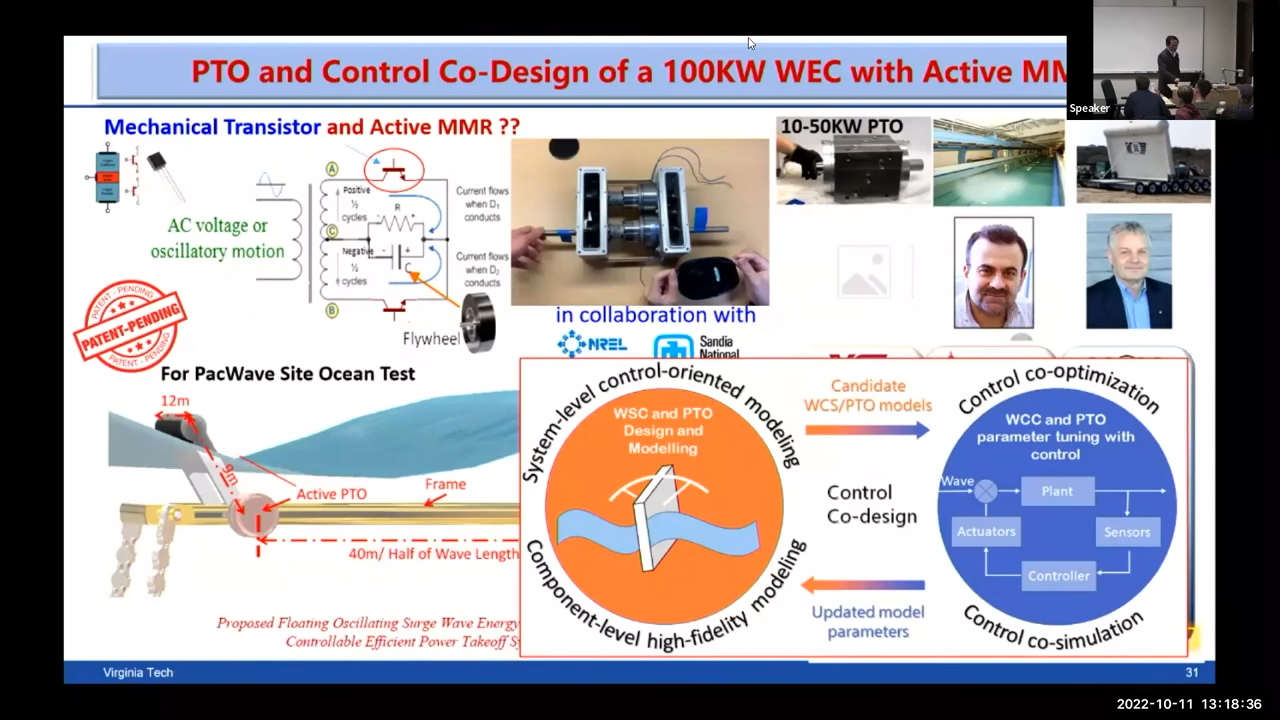 PTO and Control Co-Design of a 100KW WEC with Active MM
Speaker
Mechanical Transistor and Active MMR ??
10-50KW PTO
A
Positive
½
cycles
R
Current flows
when D1
conducts
AC voltage or
oscillatory motion
C
Negative
½
cycles
- +
C
Current flows
when D2
conducts
B
Flywheel
PATENT-PENDING
PATENT-PENDING
PATENT-PENDING
in collaboration with
NREL
Sandia
National
For PacWave Site Ocean Test
12m
9m
Active PTO
Frame
40m/ Half of Wave Length
Proposed Floating Oscillating Surge Wave Energy
Controllable Efficient Power Takeoff Sy
System-level control-oriented modeling
WSC and PTO
Design and
Modelling
Component-level high-fidelity modeling
Candidate
WCS/PTO models
Control
Co-design
Updated model
parameters
Control co-optimization
WCC and PTO
parameter tuning with
control
Wave
Plant
Actuators
Sensors
Controller
Control co-simulation
Virginia Tech
31
2022-10-11 13:18:36